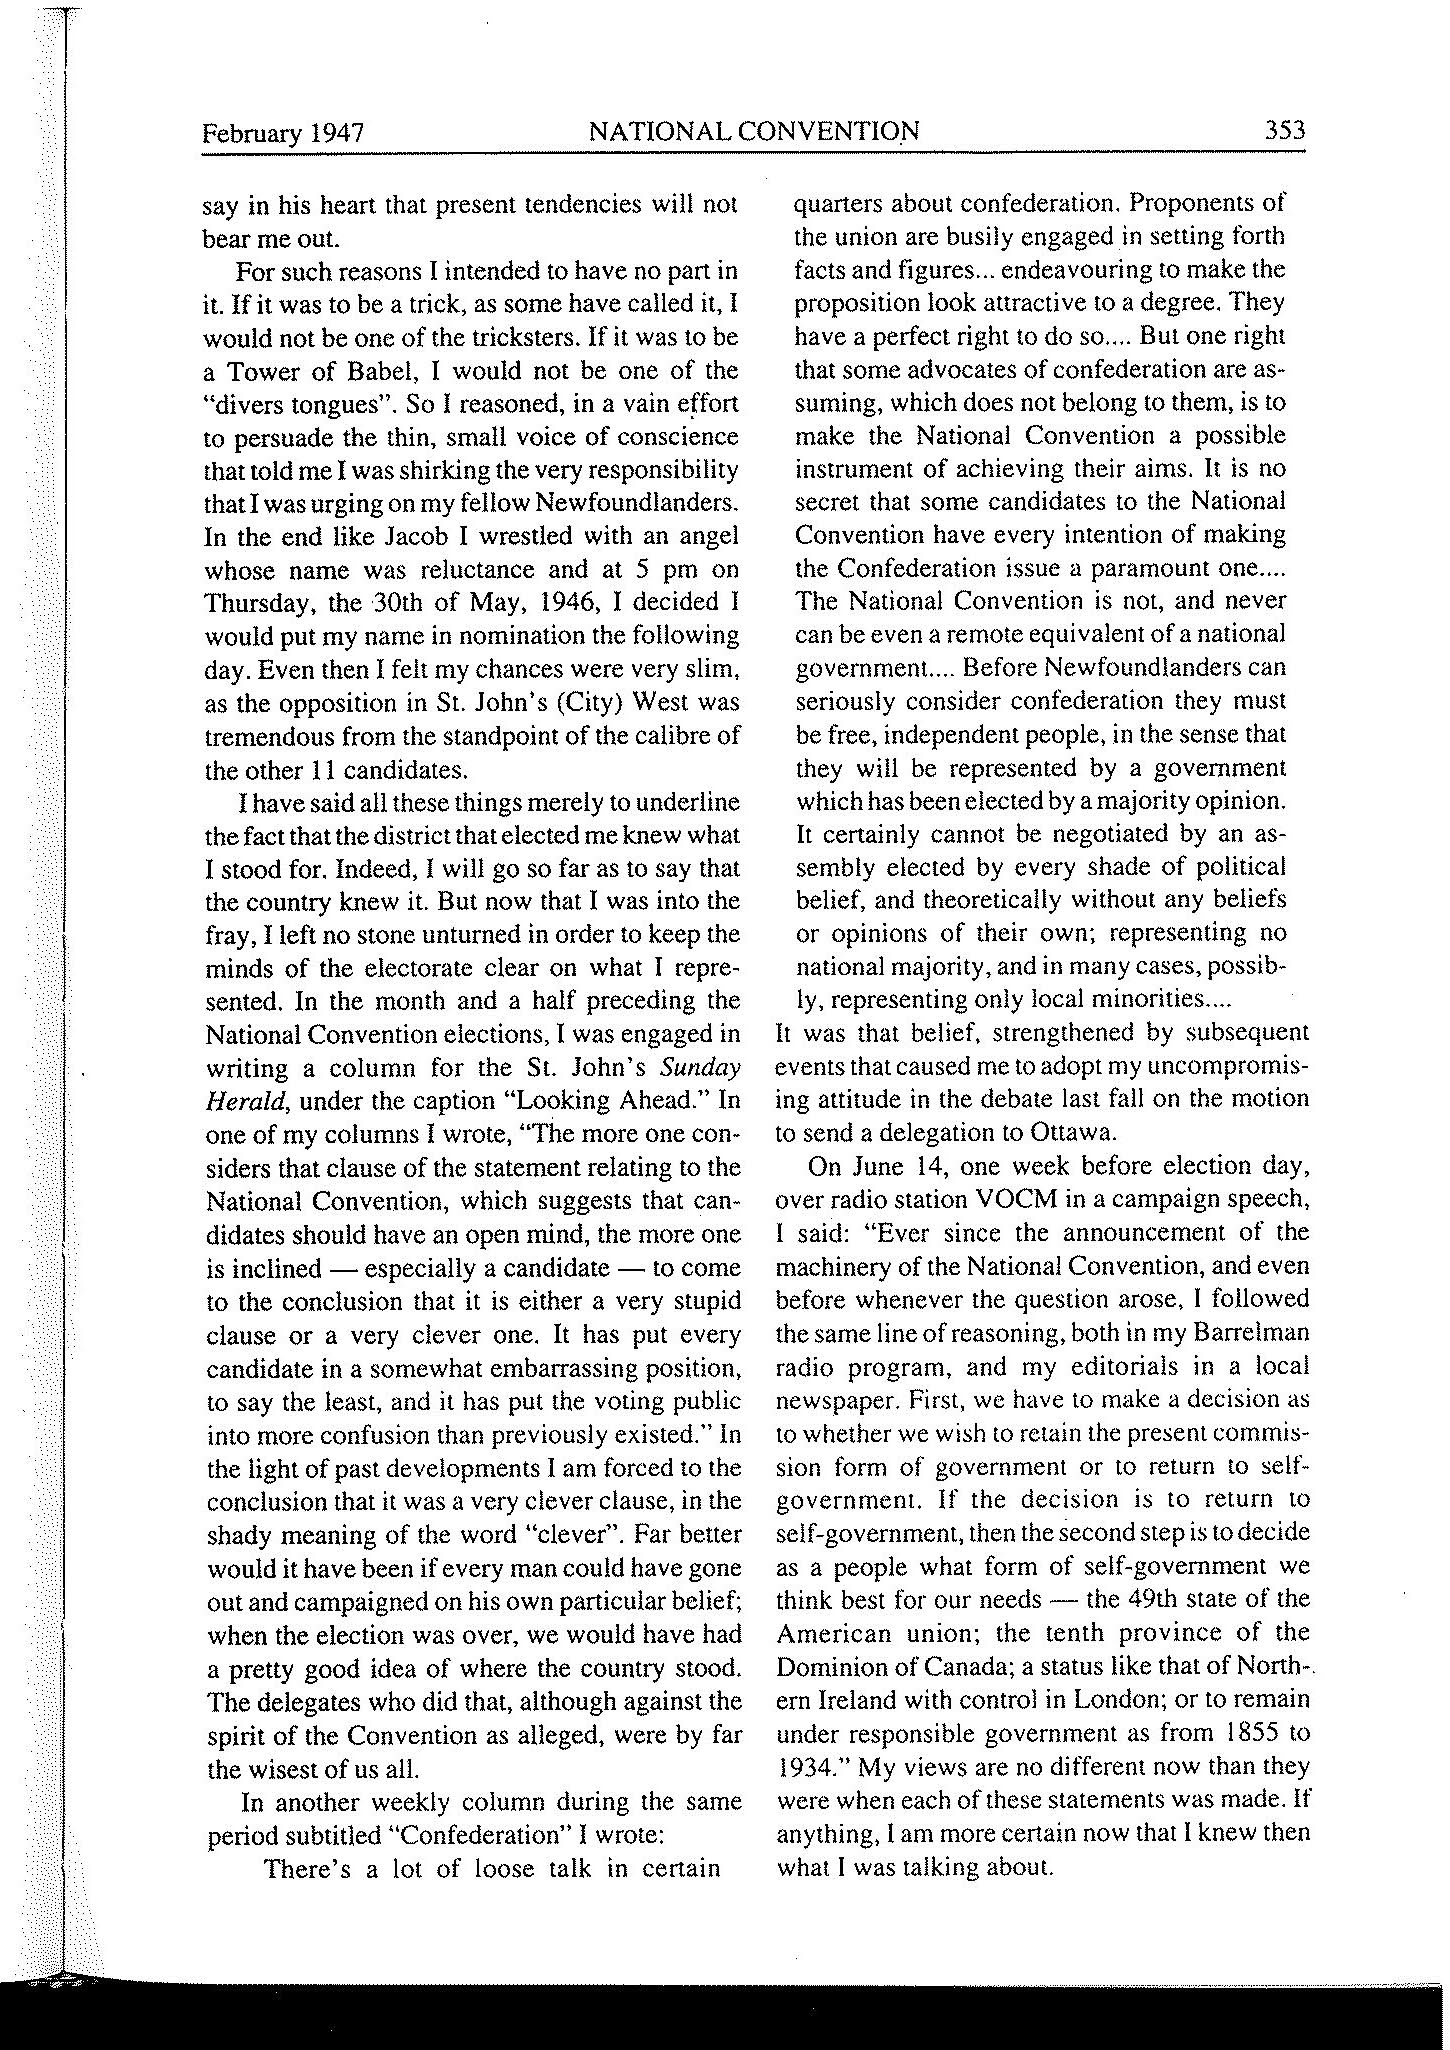 February 1947
NATIONAL CONVENTION
353
say in his heart that present tendencies will not
bear me out.
For such reasons I intended to have no part in
it. If it was to be a trick, as some have called it, I
would not be one of the tricksters. If it was to be
a Tower of Babel, I would not be one of the
“divers tongues”. So I reasoned, in a vain effort
to persuade the thin, small voice of conscience
that told me I was shirking the very responsibility
that I was urging on my fellow Newfoundlanders.
In the end like Jacob I wrestled with an angel
whose name was reluctance and at 5 pm on
Thursday, the 30th of May, 1946, I decided I
would put my name in nomination the following
day. Even then I felt my chances were very slim,
as the opposition in St. John's (City) West was
tremendous from the standpoint of the calibre of
the other 11 candidates.
I have said all these things merely to underline
the fact that the district that elected me knew what
I stood for. Indeed, I will go so far as to say that
the country knew it. But now that I was into the
fray, I left no stone unturned in order to keep the
minds of the electorate clear on what I repre-
sented. In the month and a half preceding the
National Convention elections, I was engaged in
writing a column for the St. John's Sunday
Herald, under the caption “Looking Ahead.” In
one of my columns I wrote, “The more one con-
siders that clause of the statement relating to the
National Convention, which suggests that can-
didates should have an open mind, the more one
is inclined — especially a candidate — to come
to the conclusion that it is either a very stupid
clause or a very clever one. It has put every
candidate in a somewhat embarrassing position,
to say the least, and it has put the voting public
into more confusion than previously existed.” In
the light of past developments I am forced to the
conclusion that it was a very clever clause, in the
shady meaning of the word “clever”. Far better
would it have been if every man could have gone
out and campaigned on his own particular belief;
when the election was over, we would have had
a pretty good idea of where the country stood.
The delegates who did that, although against the
spirit of the Convention as alleged, were by far
the wisest of us all.
In another weekly column during the same
period subtitled “Confederation” I wrote:
There's a lot of loose talk in certain
quarters about confederation. Proponents of
the union are busily engaged in setting forth
facts and figures... endeavouring to make the
proposition look attractive to a degree. They
have a perfect right to do so.... But one right
that some advocates of confederation are as-
suming, which does not belong to them, is to
make the National Convention a possible
instrument of achieving their aims. It is no
secret that some candidates to the National
Convention have every intention of making
the Confederation issue a paramount one....
The National Convention is not, and never
can be even a remote equivalent of a national
government.... Before Newfoundlanders can
seriously consider confederation they must
be free, independent people, in the sense that
they will be represented by a government
which has been elected by a majority opinion.
It certainly cannot be negotiated by an as-
sembly elected by every shade of political
belief, and theoretically without any beliefs
or opinions of their own; representing no
national majority, and in many cases, possib-
ly, representing only local minorities....
It was that belief, strengthened by subsequent
events that caused me to adopt my uncompromis-
ing attitude in the debate last fall on the motion
to send a delegation to Ottawa.
On June 14, one week before election day,
over radio station VOCM in a campaign speech,
I said: “Ever since the announcement of the
machinery of the National Convention, and even
before whenever the question arose, I followed
the same line of reasoning, both in my Barrelman
radio program, and my editorials in a local
newspaper. First, we have to make a decision as
to whether we wish to retain the present commis-
sion form of government or to return to self-
government. If the decision is to return to
self-government, then the second step is to decide
as a people what form of self-government we
think best for our needs — the 49th state of the
American union; the tenth province of the
Dominion of Canada; a status like that of North-
ern Ireland with control in London; or to remain
under responsible government as from 1855 to
1934.” My views are no different now than they
were when each of these statements was made. If
anything, I am more certain now that I knew then
what I was talking about.